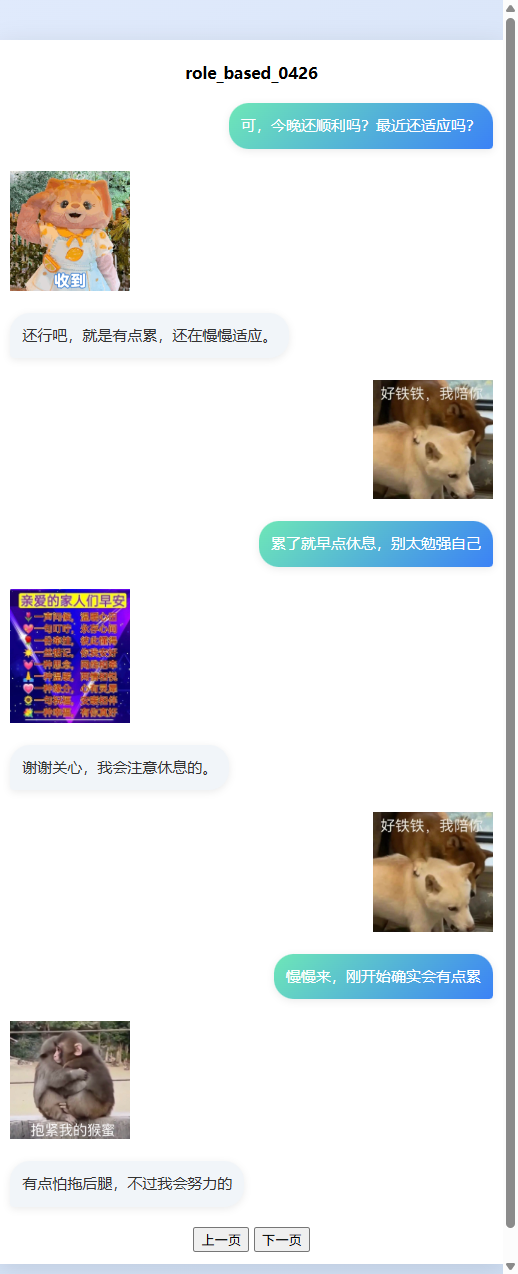 role_based_0426
可，今晚还顺利吗？最近还适应吗？
收到
还行吧，就是有点累，还在慢慢适应。
好铁铁，我陪你
累了就早点休息，别太勉强自己
亲爱的家人们早安
谢谢关心，我会注意休息的。
好铁铁，我陪你
慢慢来，刚开始确实会有点累
抱紧我的猴蜜
有点怕拖后腿，不过我会努力的
上一页 下一页